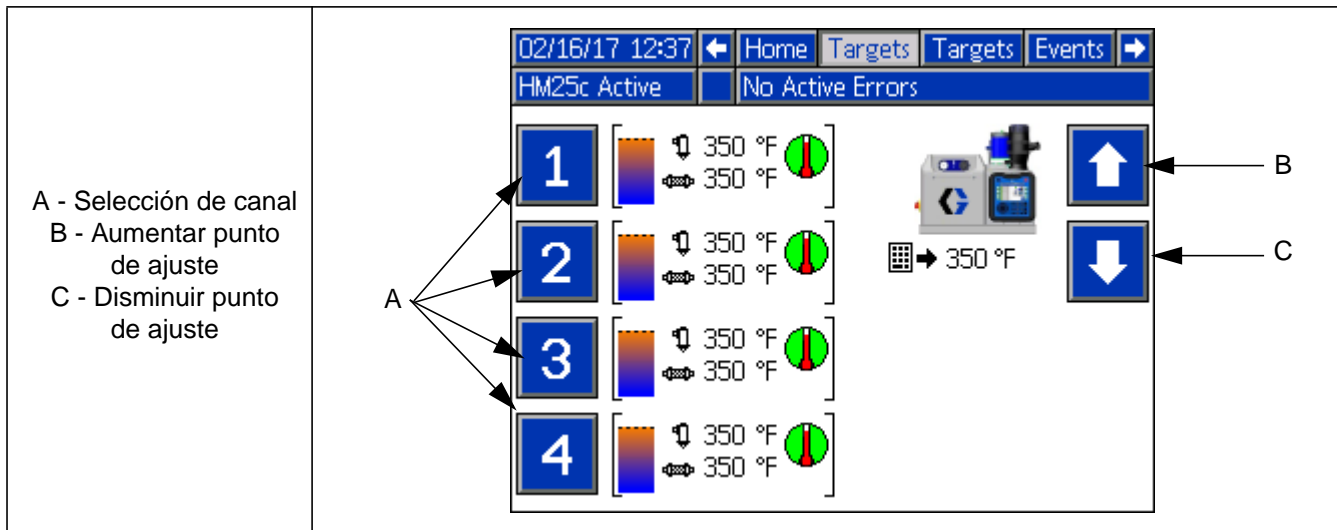 A - Selección de canal
B - Aumentar punto
de ajuste
C - Disminuir punto
de ajuste
02/16/17 12:37 Home Targets Targets Events
HM25c Active No Active Errors
1 350 °F
350 °F
2 350 °F
350 °F
3 350 °F
350 °F
4 350 °F
350 °F
350 °F
A
B
C